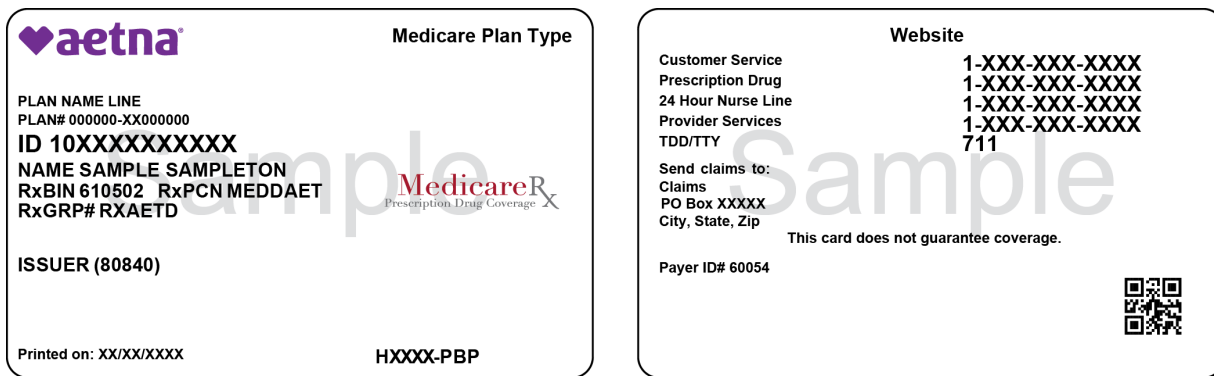 aetna
Medicare Plan Type
PLAN NAME LINE
PLAN# 000000-XX000000
ID 10XXXXXXXXXX
NAME SAMPLE SAMPLETON
RxBIN 610502 RxPCN MEDDAET
RxGRP# RXAETD
MedicareRx
Prescription Drug Coverage
ISSUER (80840)
Printed on: XX/XX/XXXX
HXXXX-PBP
Sample
Website
Customer Service 1-XXX-XXX-XXXX
Prescription Drug 1-XXX-XXX-XXXX
24 Hour Nurse Line 1-XXX-XXX-XXXX
Provider Services 1-XXX-XXX-XXXX
TDD/TTY 711
Send claims to:
Claims
PO Box XXXXX
City, State, Zip
This card does not guarantee coverage.
Payer ID# 60054
Sample